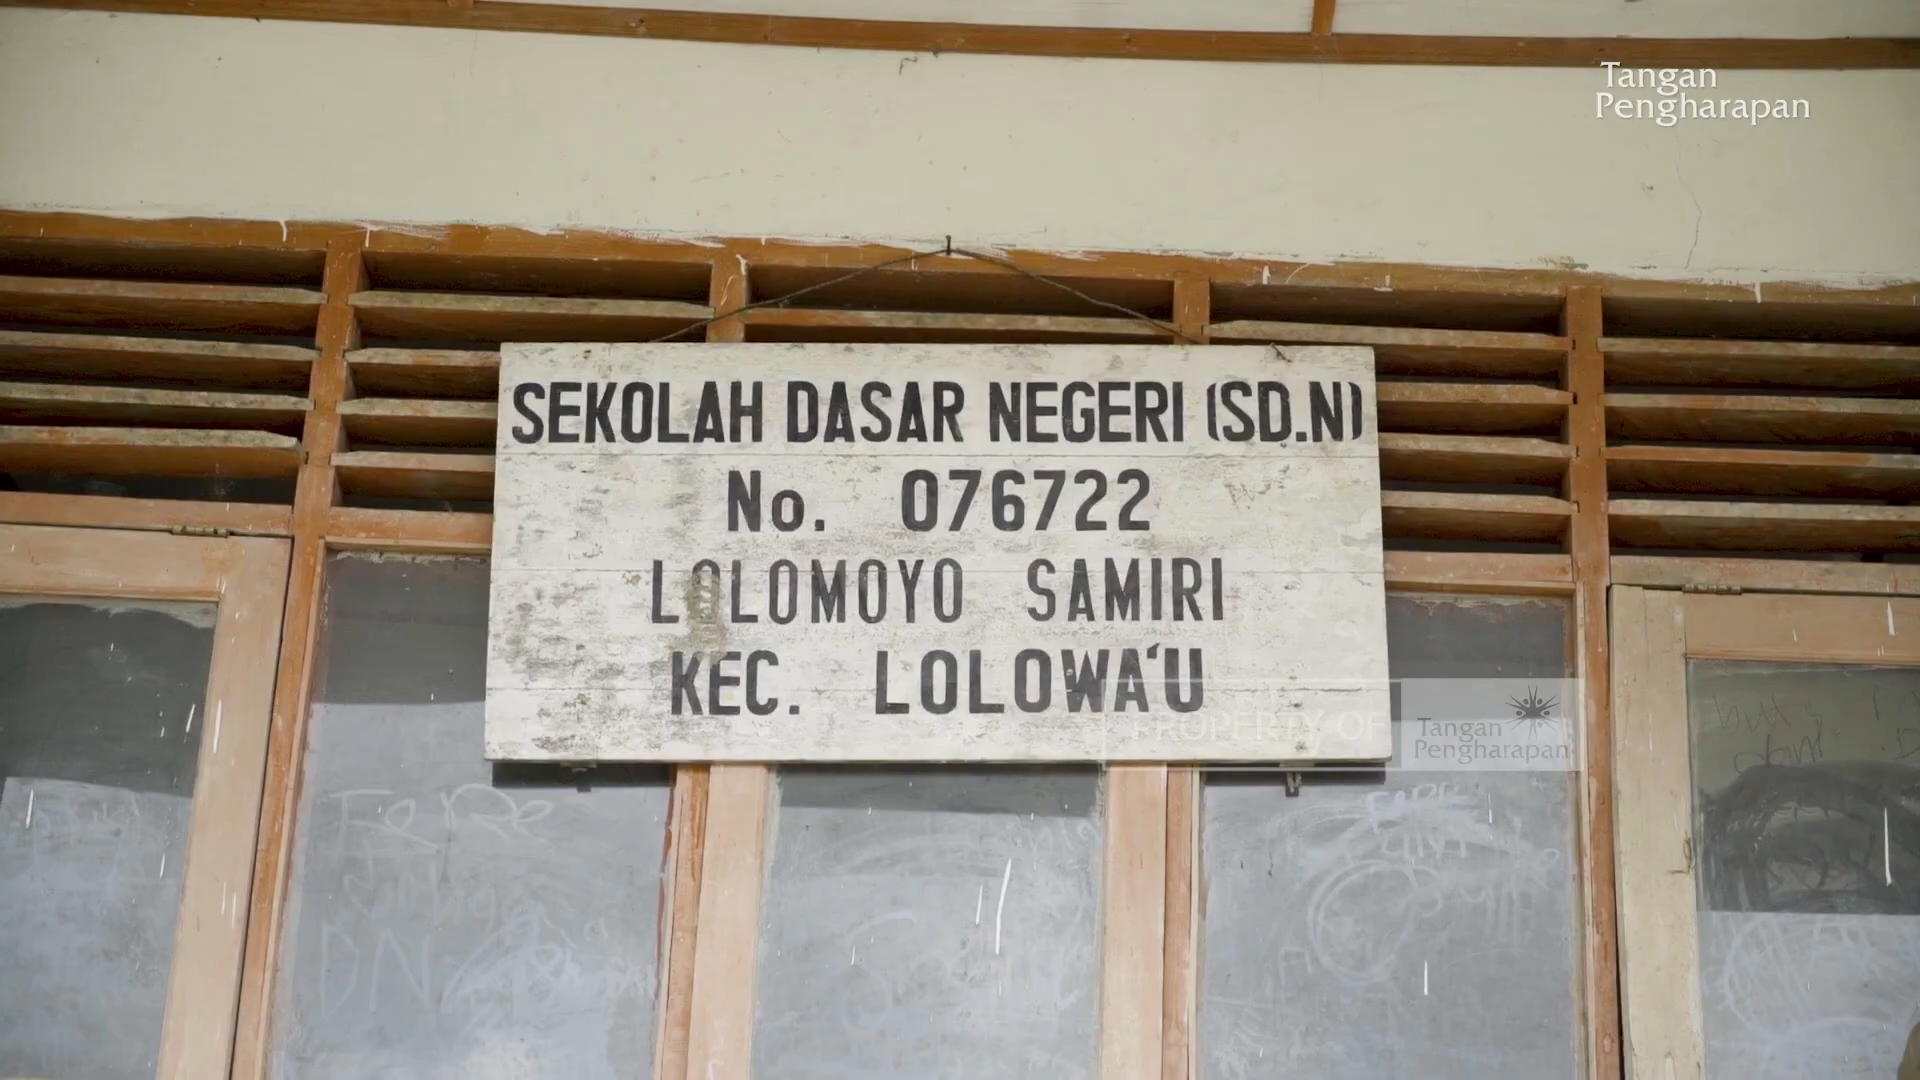 Tangan
Pengharapan
SEKOLAH DASAR NEGERI (SD.N)
No. 076722
LOLOMOYO SAMIRI
KEC. LOLOWA'U
PROPERTY OF
Tangan
Pengharapan